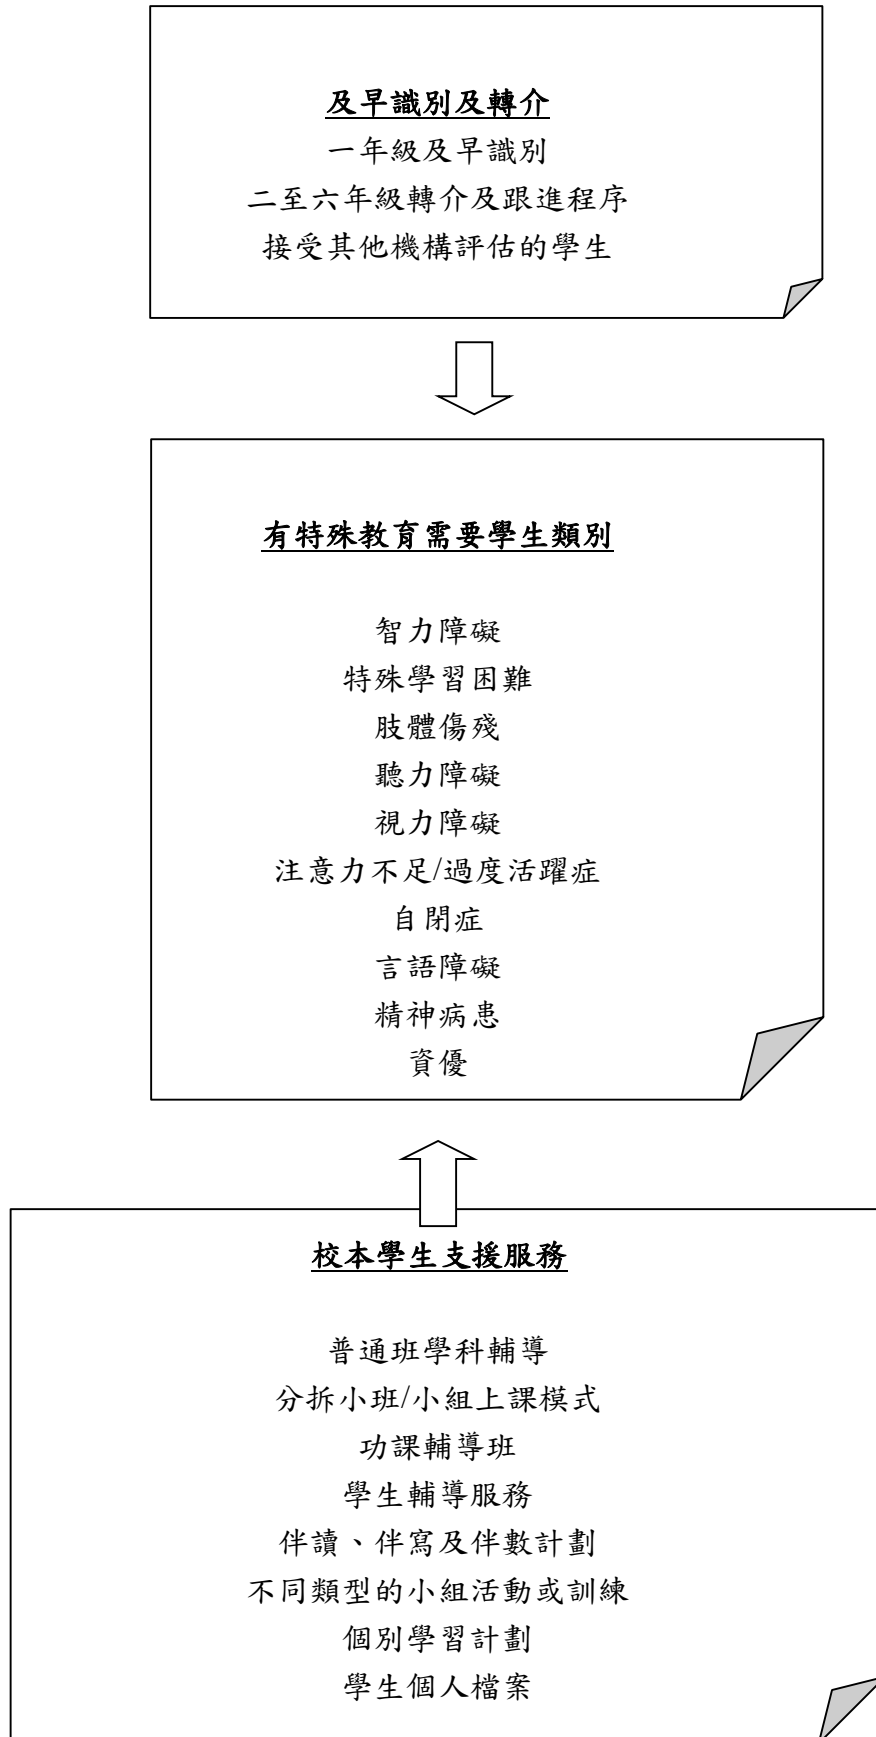 及早識別及轉介
一年級及早識別
二至六年級轉介及跟進程序
接受其他機構評估的學生
有特殊教育需要學生類別
智力障礙
特殊學習困難
肢體傷殘
聽力障礙
視力障礙
注意力不足/過度活躍症
自閉症
言語障礙
精神病患
資優
校本學生支援服務
普通班學科輔導
分拆小班/小組上課模式
功課輔導班
學生輔導服務
伴讀、伴寫及伴數計劃
不同類型的小組活動或訓練
個別學習計劃
學生個人檔案